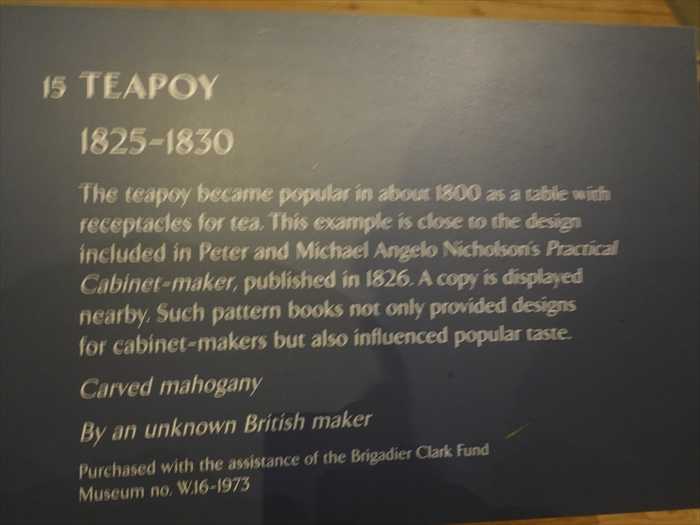 15 TEAPOY
1825-1830
The teapoy became popular in about 1800 as a table with
receptacles for tea. This example is close to the design
included in Peter and Michael Angelo Nicholson's Practical
Cabinet-maker, published in 1826. A copy is displayed
nearby. Such pattern books not only provided designs
for cabinet-makers but also influenced popular taste.
Carved mahogany
By an unknown British maker
Purchased with the assistance of the Brigadier Clark Fund
Museum no. W.16-1973